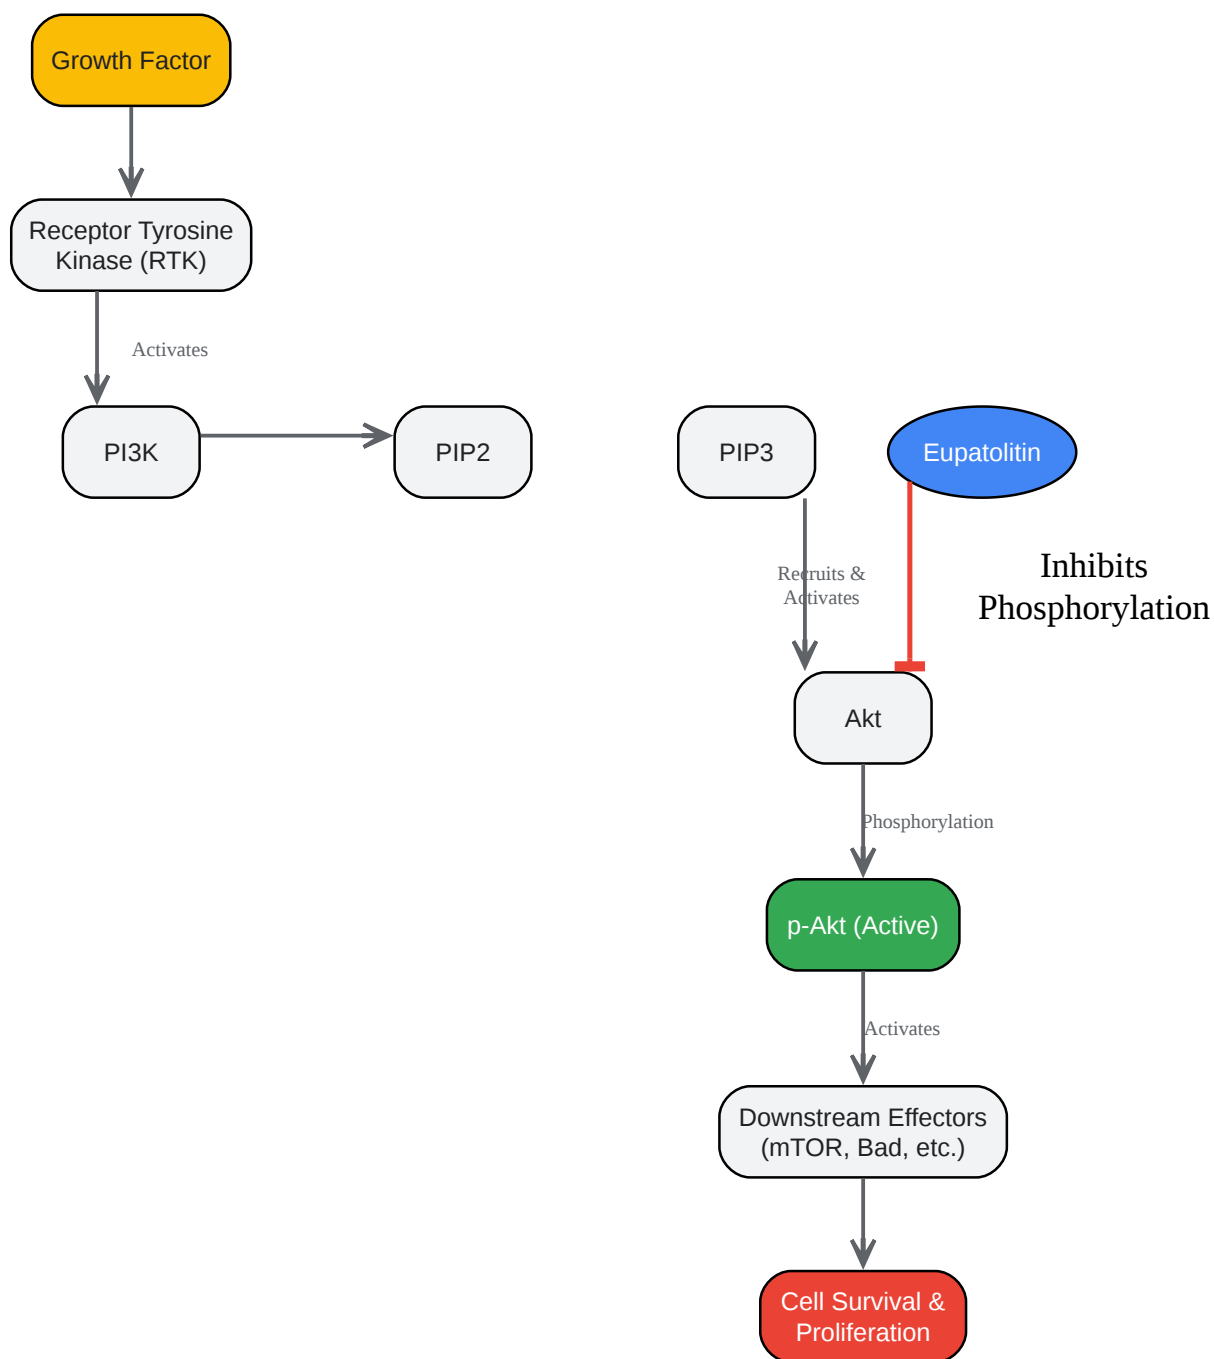 Growth Factor
Receptor Tyrosine
Kinase (RTK)
Activates
PI3K
PIP2
PIP3
Eupatolitin
Recruits &
Activates
Inhibits
Phosphorylation
Akt
Phosphorylation
p-Akt (Active)
Activates
Downstream Effectors
(mTOR, Bad, etc.)
Cell Survival &
Proliferation